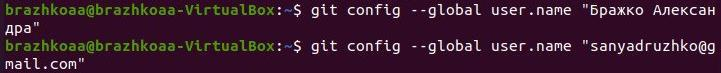 brazhkoaa@brazhkoaa-VirtualBox:~$ git config --global user.name "Бражко Алексан
дра"
brazhkoaa@brazhkoaa-VirtualBox:~$ git config --global user.name "sanyadruzhko@g
mail.com"